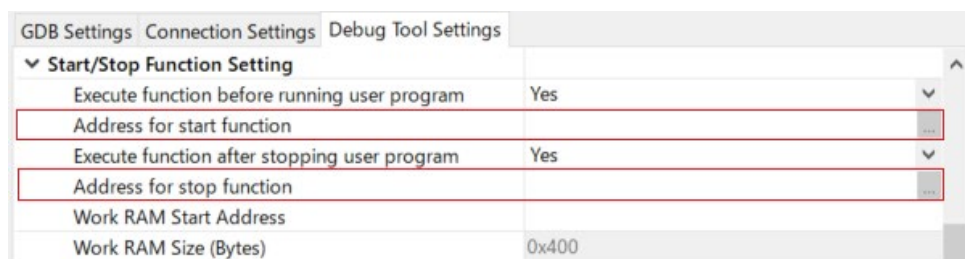 GDB Settings Connection Settings Debug Tool Settings
Start/Stop Function Setting
Execute function before running user program Yes
Address for start function ...
Execute function after stopping user program Yes
Address for stop function ...
Work RAM Start Address
Work RAM Size (Bytes) 0x400